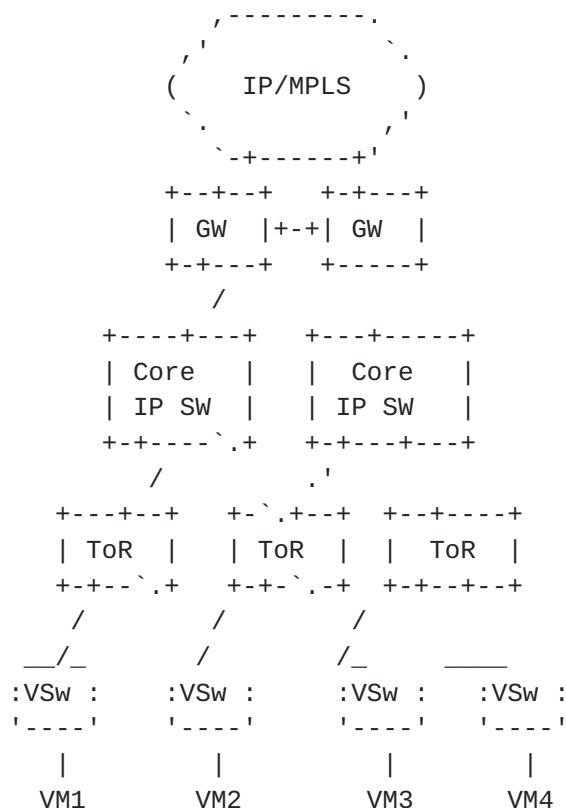 IP/MPLS
GW GW
Core Core
IP SW IP SW
ToR ToR ToR
VSw VSw VSw VSw
VM1 VM2 VM3 VM4